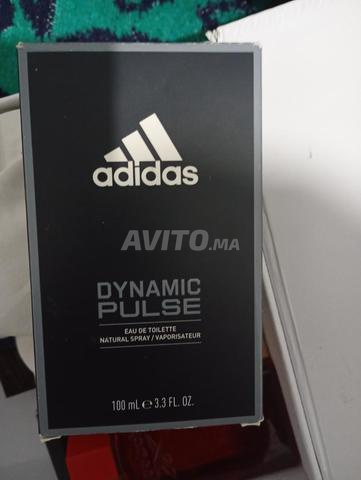 adidas
AVITO.MA
DYNAMIC
PULSE
EAU DE TOILETTE
NATURAL SPRAY / VAPORISATEUR
100 mL e 3.3 FL. OZ.